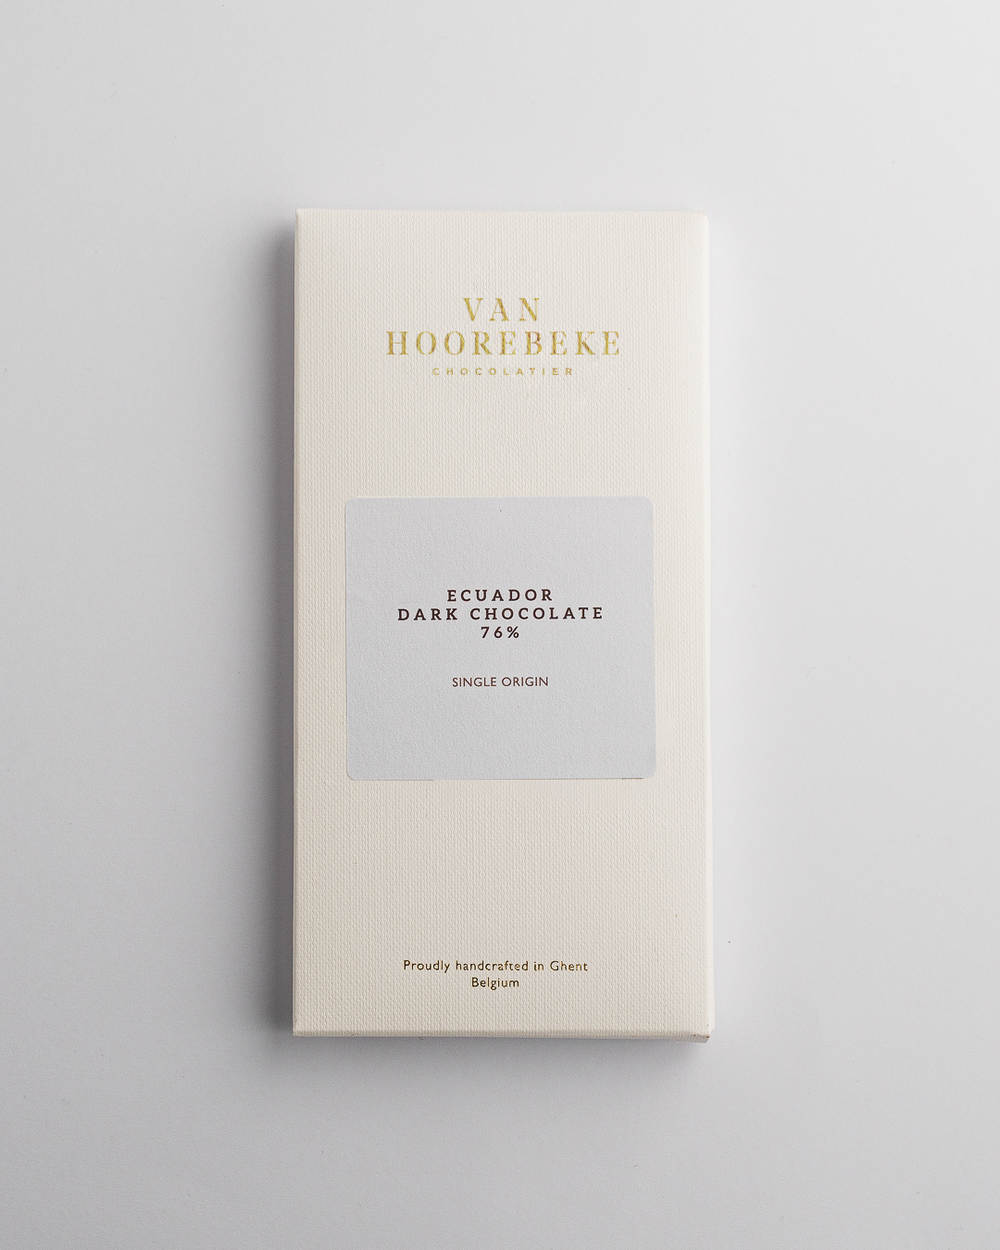 VAN
HOOREBEKE
CHOCOLATIER
ECUADOR
DARK CHOCOLATE
76%
SINGLE ORIGIN
Proudly handcrafted in Ghent
Belgium